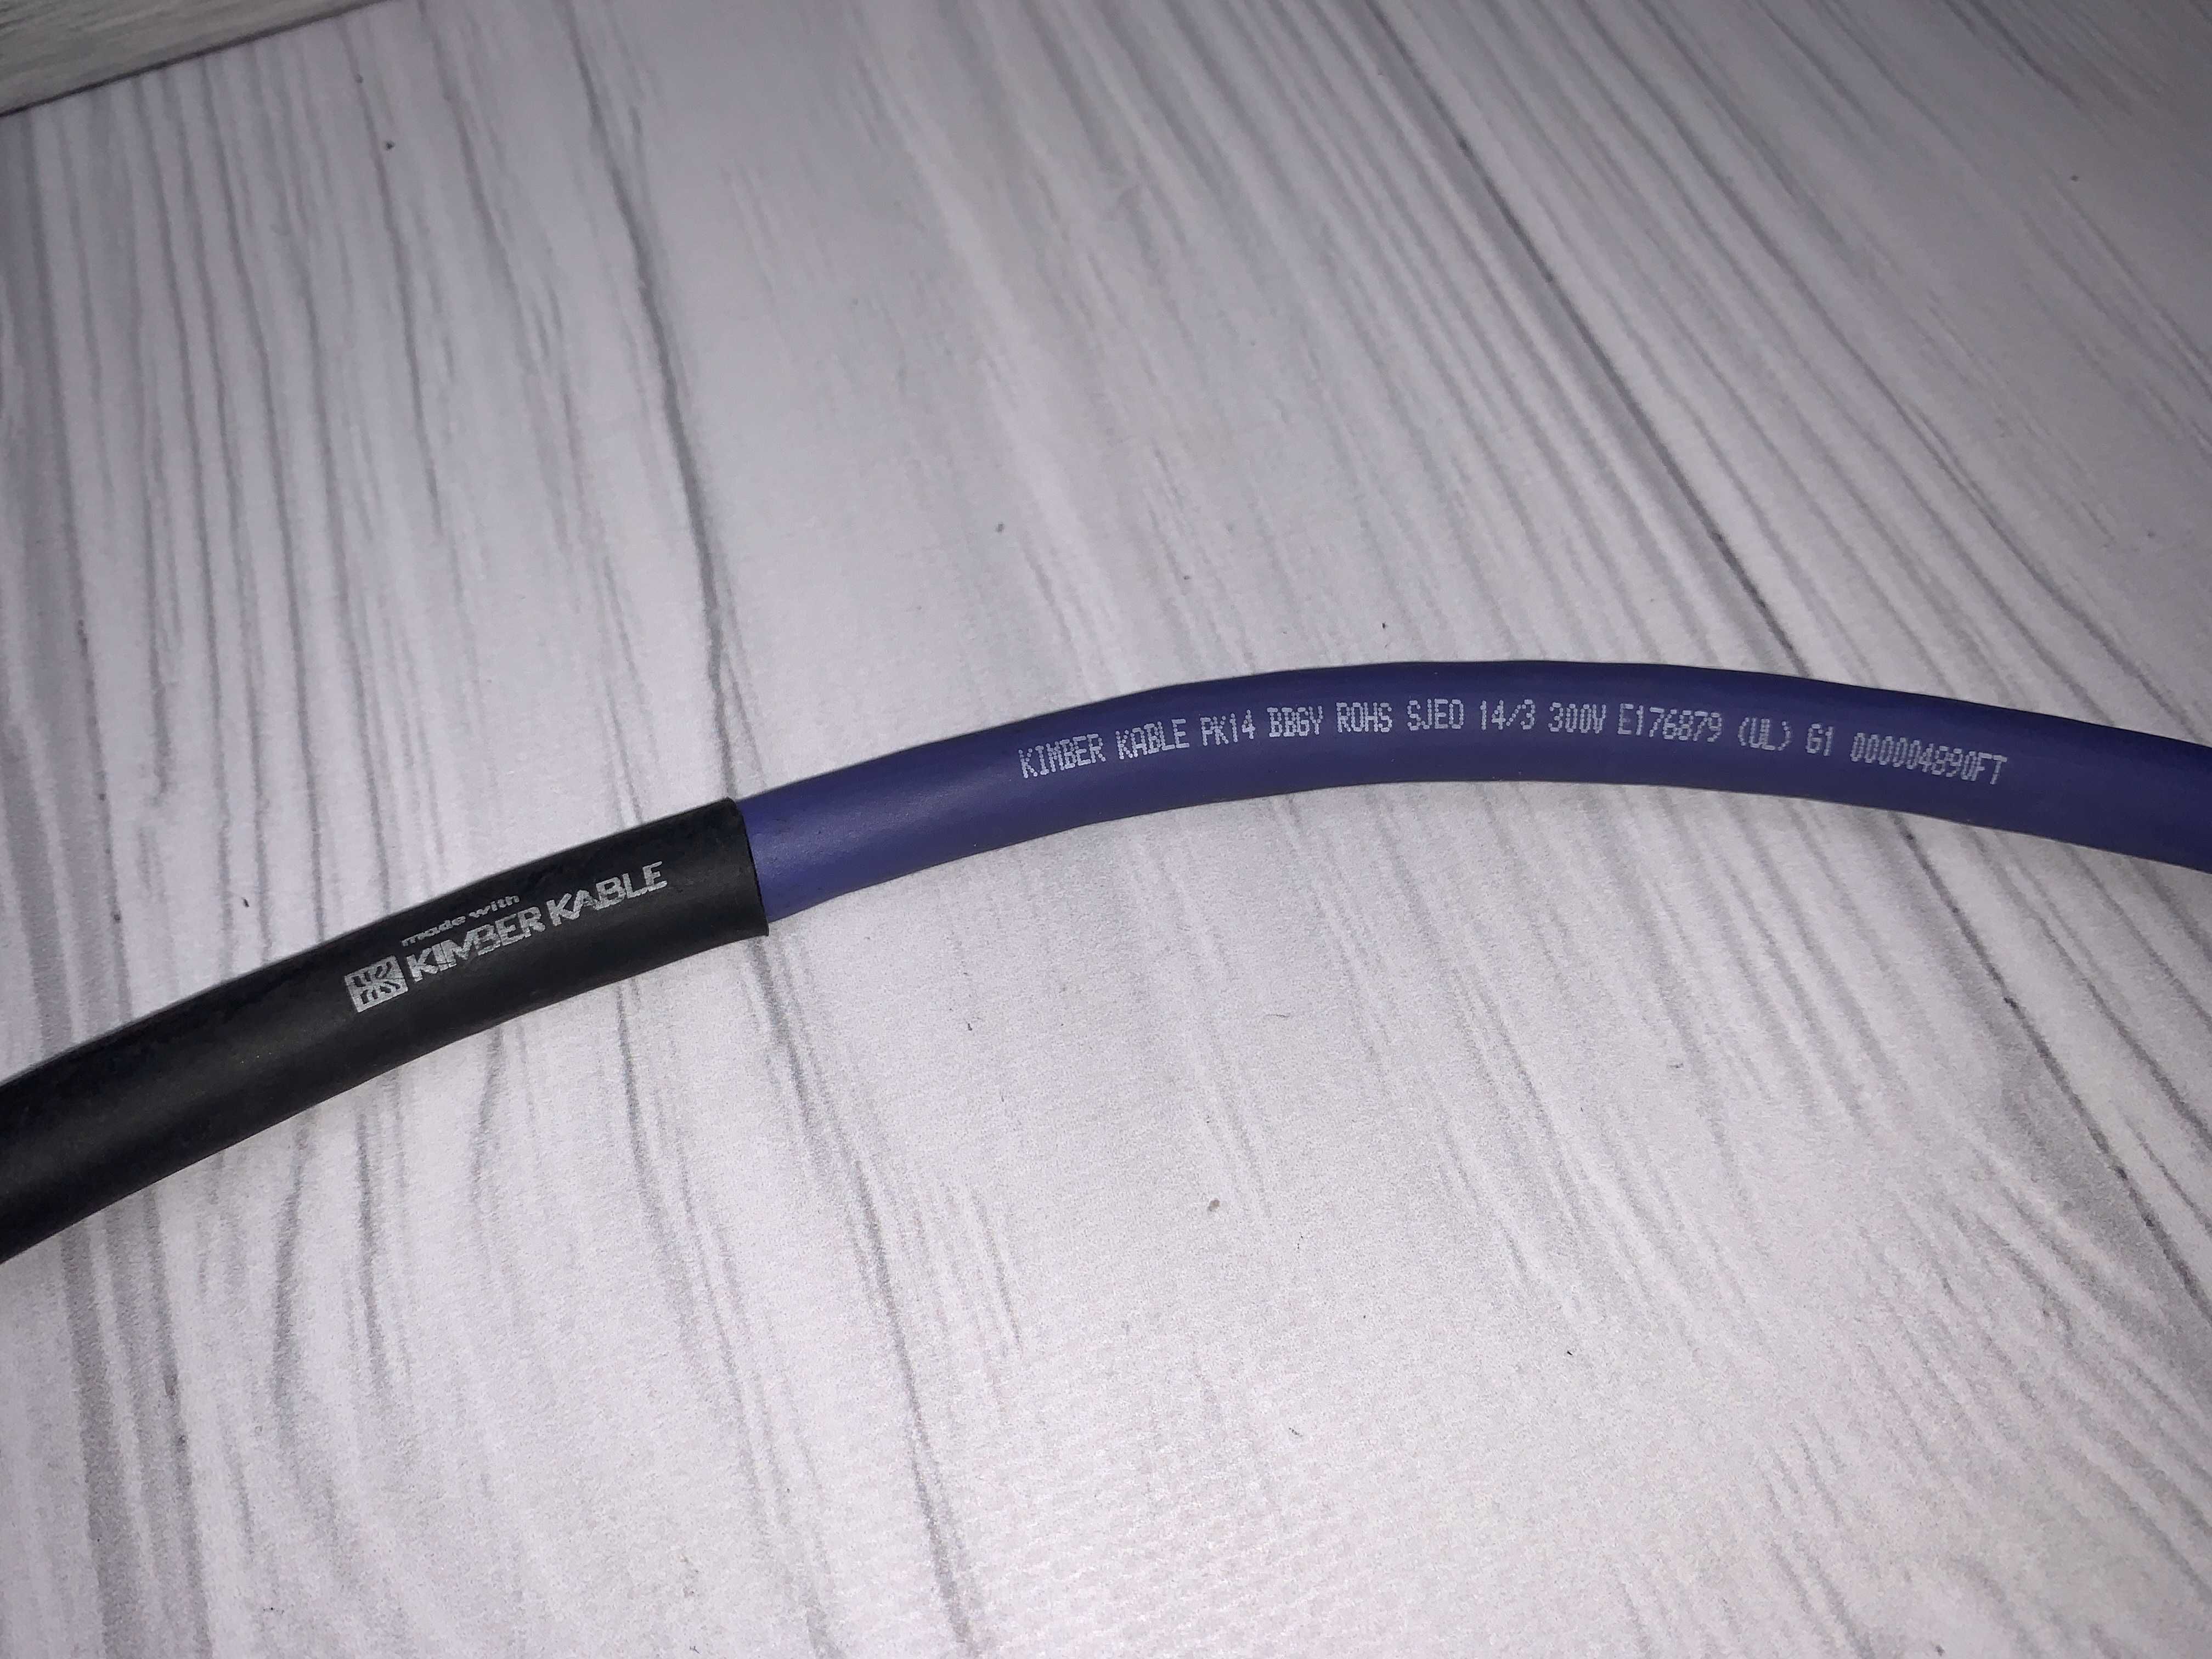 made with
KIMBER KABLE
KIMBER KABLE PK14 BBGY ROHS SJEO 14/3 300V E176879 (UL) G1 000004890FT